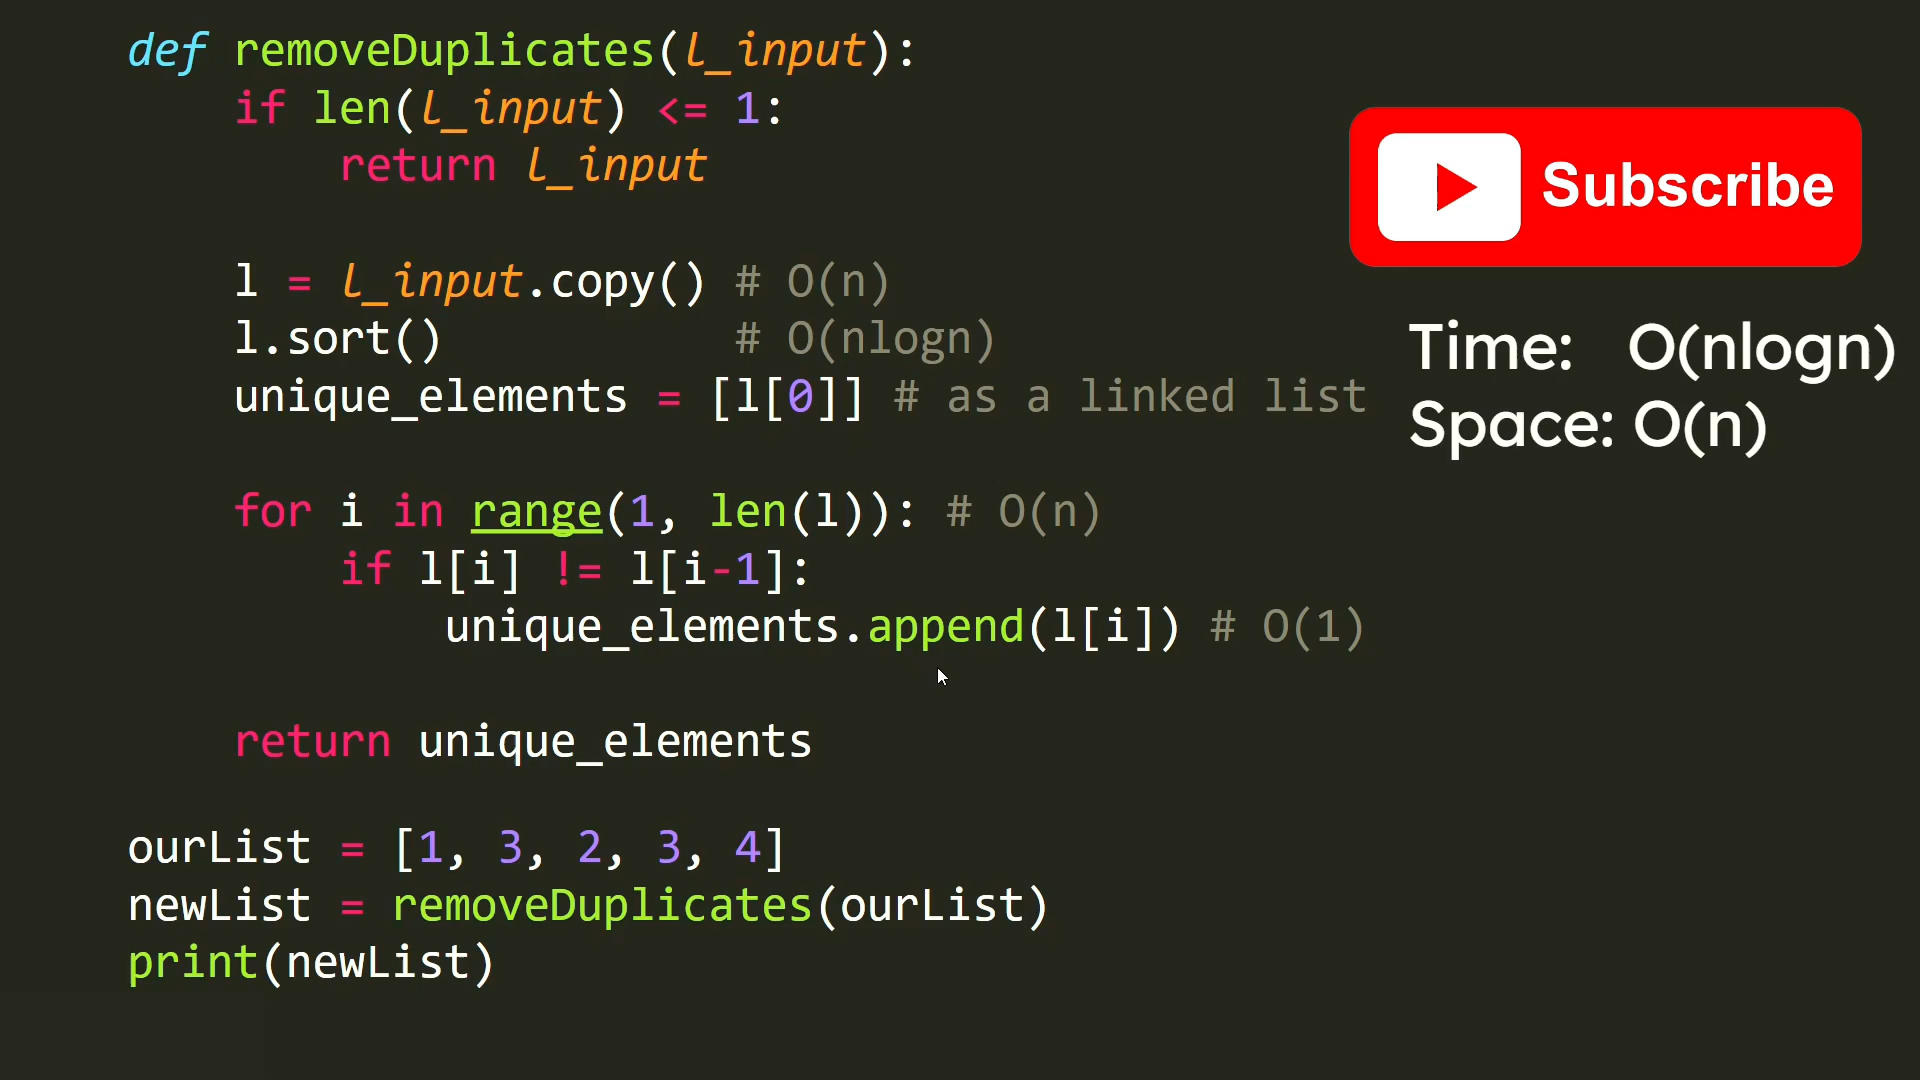 def removeDuplicates(l_input):
    if len(l_input) <= 1:
        return l_input
    l = l_input.copy() # O(n)
    l.sort()           # O(nlogn)
    unique_elements = [l[0]] # as a linked list
    for i in range(1, len(l)): # O(n)
        if l[i] != l[i-1]:
            unique_elements.append(l[i]) # O(1)
    return unique_elements
ourList = [1, 3, 2, 3, 4]
newList = removeDuplicates(ourList)
print(newList)
Subscribe
Time: O(nlogn)
Space: O(n)